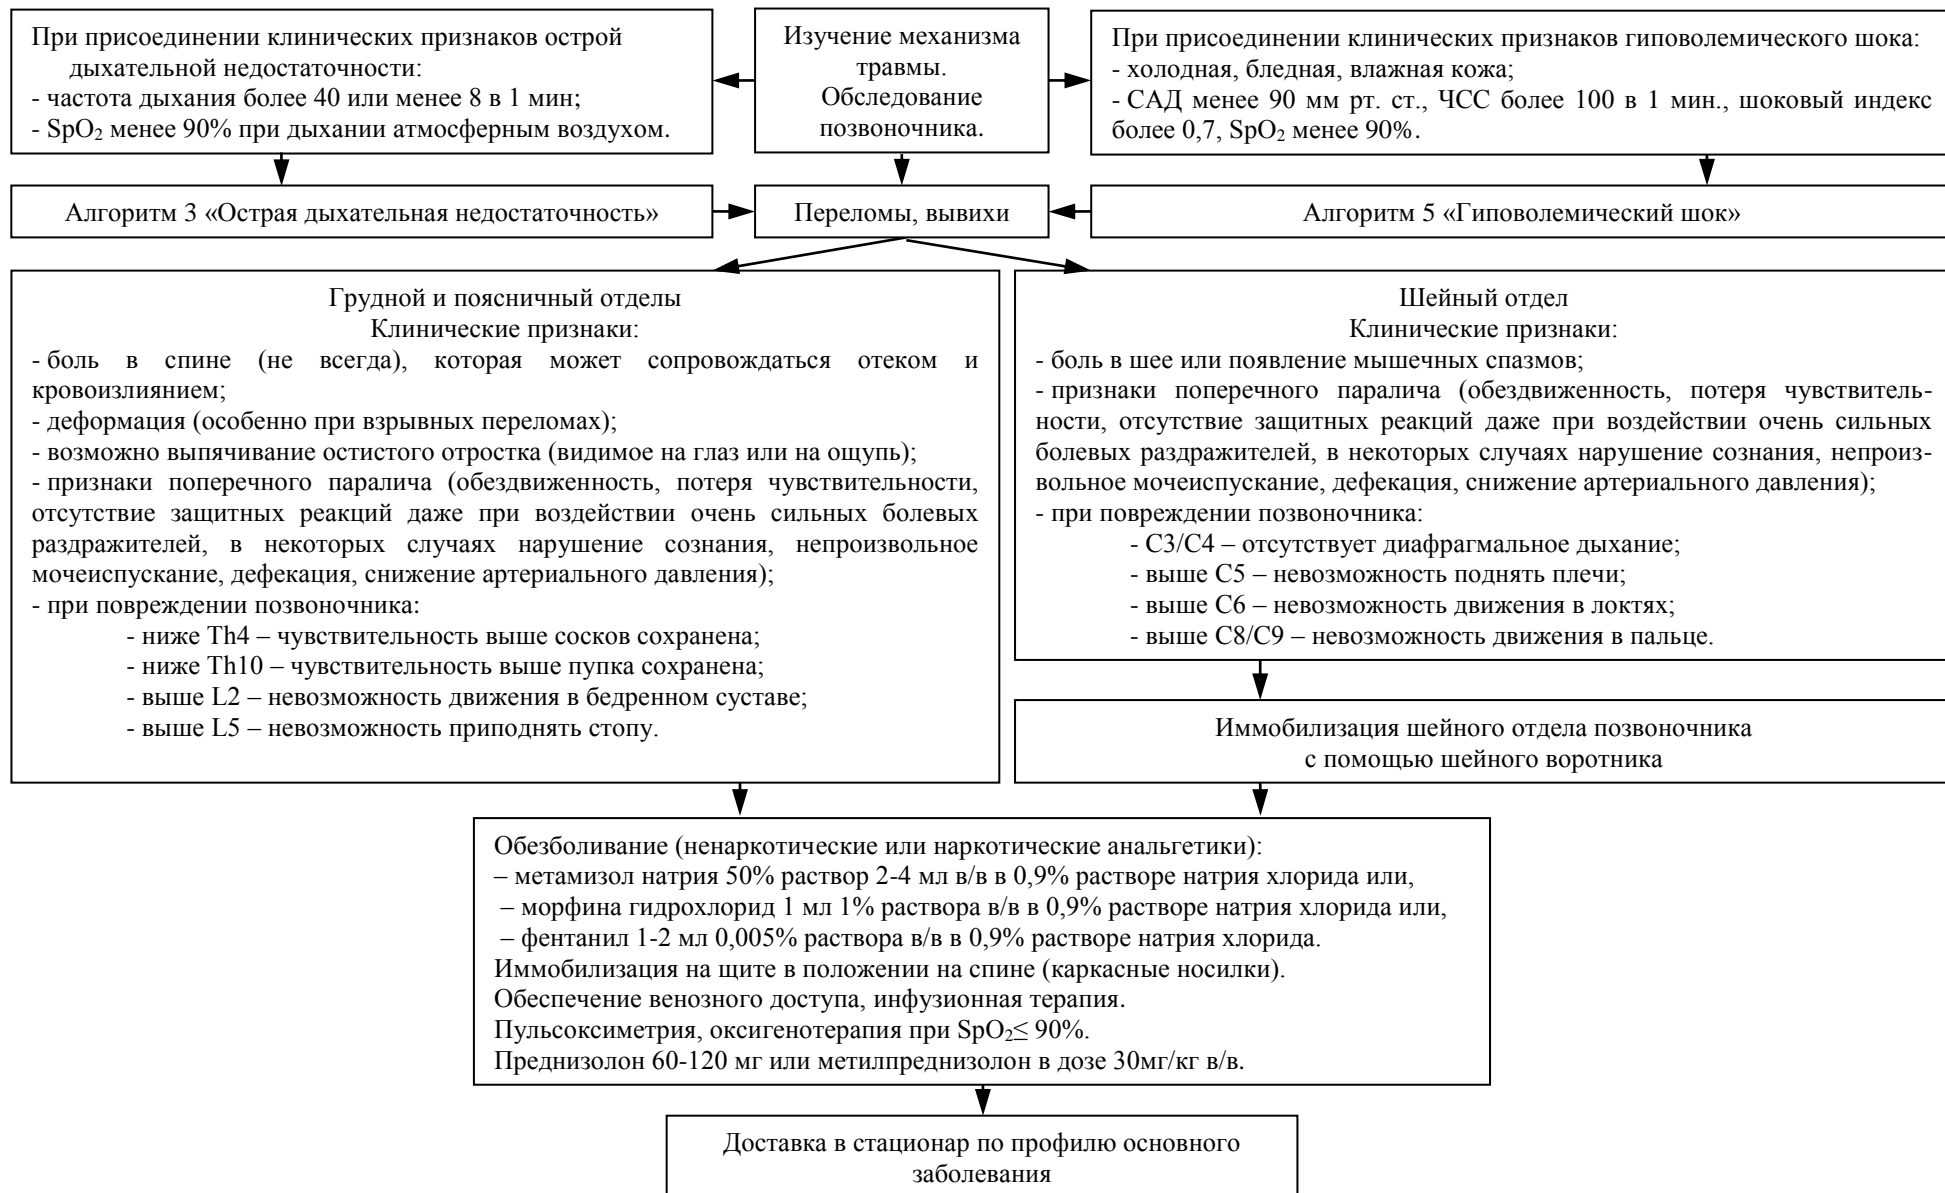 При присоединении клинических признаков острой
дыхательной недостаточности:
- частота дыхания более 40 или менее 8 в 1 мин;
- SpO₂ менее 90% при дыхании атмосферным воздухом.
Изучение механизма
травмы.
Обследование
позвоночника.
При присоединении клинических признаков гиповолемического шока:
- холодная, бледная, влажная кожа;
- САД менее 90 мм рт. ст., ЧСС более 100 в 1 мин., шоковый индекс
более 0,7, SpO₂ менее 90%.
Алгоритм 3 «Острая дыхательная недостаточность»
Переломы, вывихи
Алгоритм 5 «Гиповолемический шок»
Грудной и поясничный отделы
Клинические признаки:
- боль в спине (не всегда), которая может сопровождаться отеком и
кровоизлиянием;
- деформация (особенно при взрывных переломах);
- возможно выпячивание остистого отростка (видимое на глаз или на ощупь);
- признаки поперечного паралича (обездвиженность, потеря чувствительности,
отсутствие защитных реакций даже при воздействии очень сильных болевых
раздражителей, в некоторых случаях нарушение сознания, непроизвольное
мочеиспускание, дефекация, снижение артериального давления);
- при повреждении позвоночника:
- ниже Th4 – чувствительность выше сосков сохранена;
- ниже Th10 – чувствительность выше пупка сохранена;
- выше L2 – невозможность движения в бедренном суставе;
- выше L5 – невозможность приподнять стопу.
Шейный отдел
Клинические признаки:
- боль в шее или появление мышечных спазмов;
- признаки поперечного паралича (обездвиженность, потеря чувствитель-
ности, отсутствие защитных реакций даже при воздействии очень сильных
болевых раздражителей, в некоторых случаях нарушение сознания, непроиз-
вольное мочеиспускание, дефекация, снижение артериального давления);
- при повреждении позвоночника:
- С3/С4 – отсутствует диафрагмальное дыхание;
- выше С5 – невозможность поднять плечи;
- выше С6 – невозможность движения в локтях;
- выше С8/С9 – невозможность движения в пальце.
Иммобилизация шейного отдела позвоночника
с помощью шейного воротника
Обезболивание (ненаркотические или наркотические анальгетики):
– метамизол натрия 50% раствор 2-4 мл в/в в 0,9% растворе натрия хлорида или,
– морфина гидрохлорид 1 мл 1% раствора в/в в 0,9% растворе натрия хлорида или,
– фентанил 1-2 мл 0,005% раствора в/в в 0,9% растворе натрия хлорида.
Иммобилизация на щите в положении на спине (каркасные носилки).
Обеспечение венозного доступа, инфузионная терапия.
Пульсоксиметрия, оксигенотерапия при SpO₂≤ 90%.
Преднизолон 60-120 мг или метилпреднизолон в дозе 30мг/кг в/в.
Доставка в стационар по профилю основного
заболевания